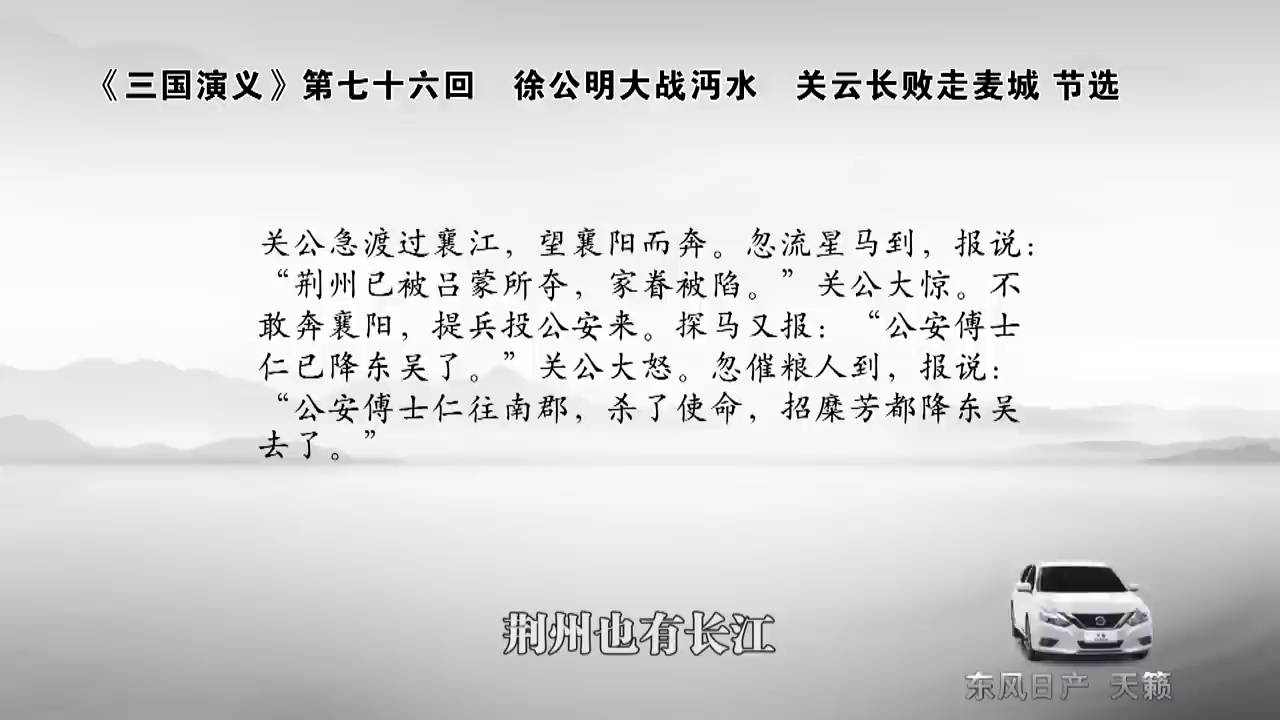 《三国演义》第七十六回 徐公明大战沔水 关云长败走麦城 节选
关公急渡过襄江，望襄阳而奔。忽流星马到，报说：
“荆州已被吕蒙所夺，家眷被陷。”关公大惊。不
敢奔襄阳，提兵投公安来。探马又报：“公安傅士
仁已降东吴了。”关公大怒。忽催粮人到，报说：
“公安傅士仁往南郡，杀了使命，招糜芳都降东吴
去了。”
荆州也有长江
东风日产 天籁